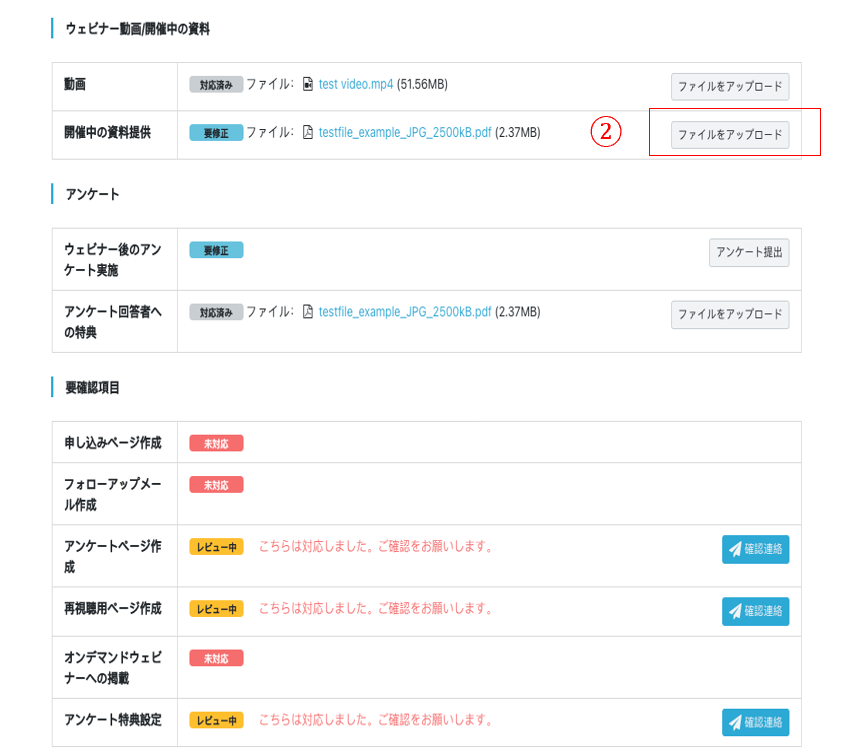 ウェビナー動画/開催中の資料
動画 対応済み ファイル: test video.mp4 (51.56MB) ファイルをアップロード
開催中の資料提供 要修正 ファイル: testfile_example_JPG_2500kB.pdf (2.37MB) ② ファイルをアップロード
アンケート
ウェビナー後のアン
ケート実施 要修正 アンケート提出
アンケート回答者へ
の特典 対応済み ファイル: testfile_example_JPG_2500kB.pdf (2.37MB) ファイルをアップロード
要確認項目
申し込みページ作成 未対応
フォローアップメー
ル作成 未対応
アンケートページ作
成 レビュー中 こちらは対応しました。ご確認をお願いします。 確認連絡
再視聴用ページ作成 レビュー中 こちらは対応しました。ご確認をお願いします。 確認連絡
オンデマンドウェビ
ナーへの掲載 未対応
アンケート特典設定 レビュー中 こちらは対応しました。ご確認をお願いします。 確認連絡